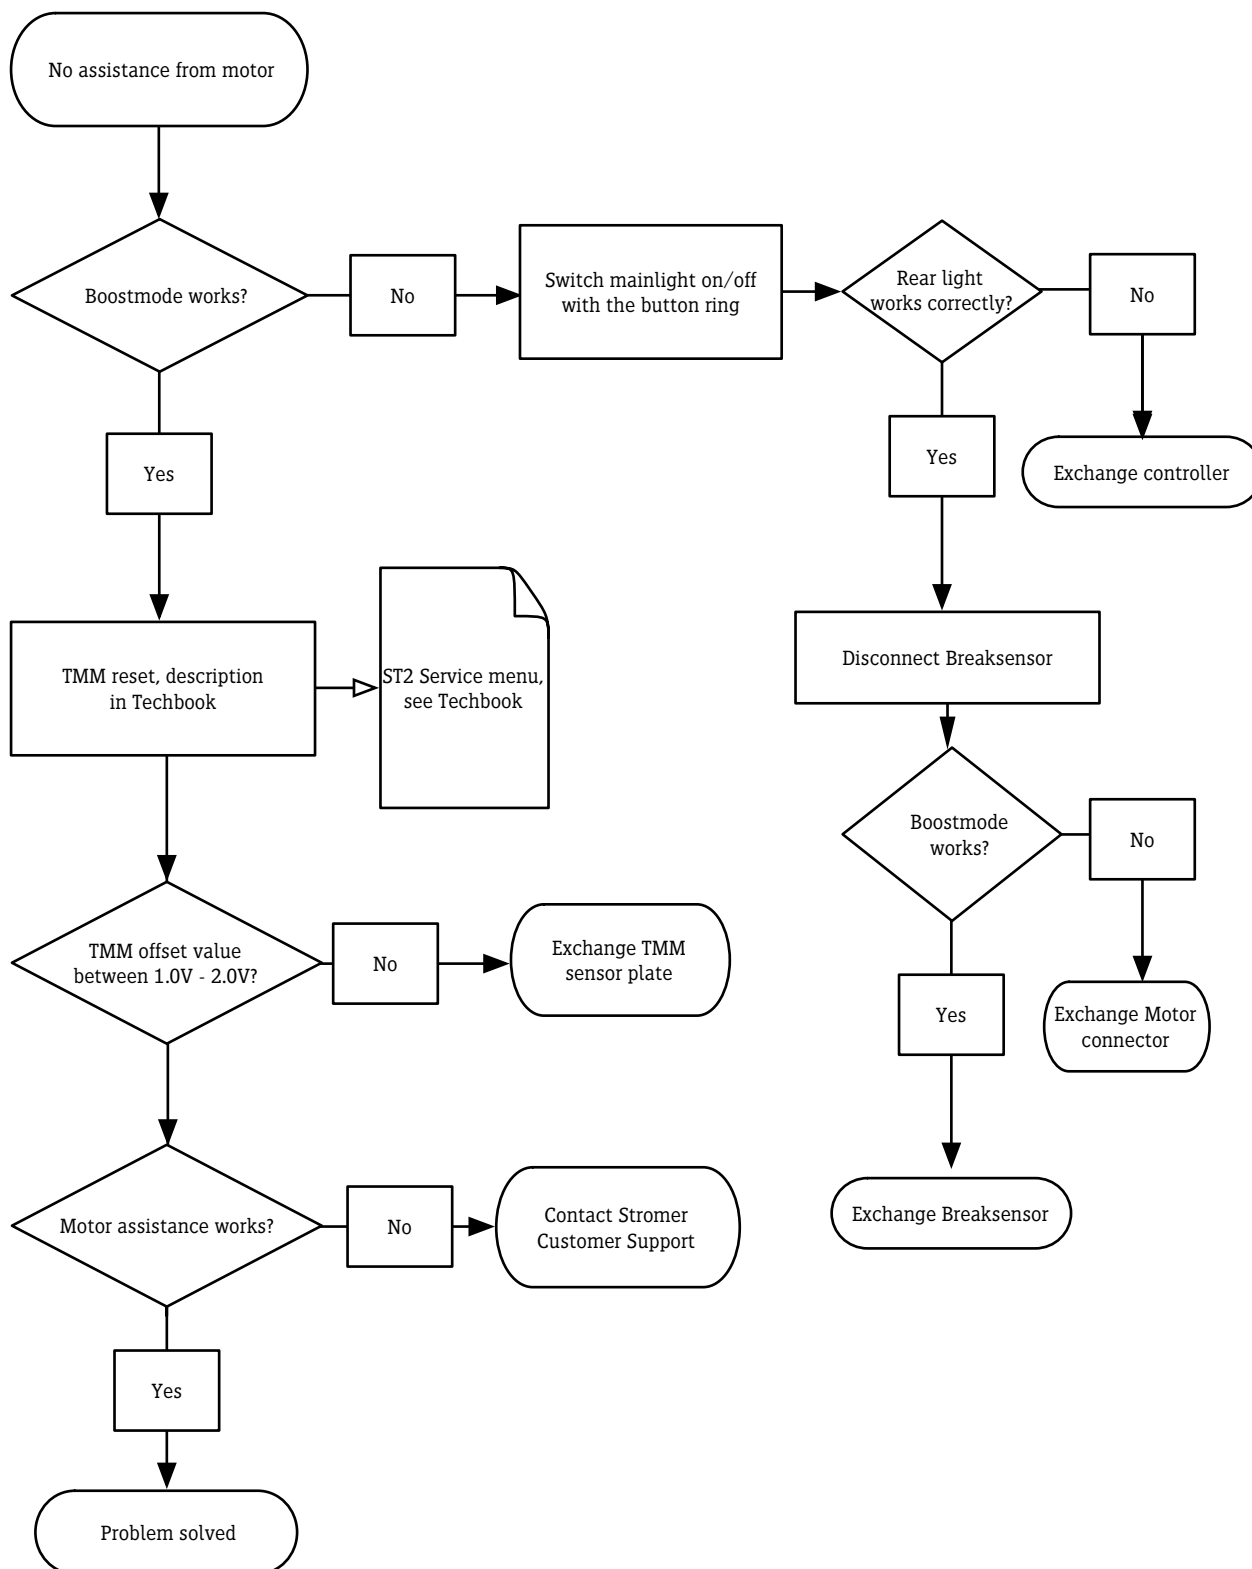 No assistance from motor
Boostmode works?
No
Switch mainlight on/off
with the button ring
Rear light
works correctly?
No
Exchange controller
Yes
Yes
Disconnect Breaksensor
TMM reset, description
in Techbook
ST2 Service menu,
see Techbook
Boostmode
works?
No
Exchange Motor
connector
Yes
Exchange Breaksensor
TMM offset value
between 1.0V - 2.0V?
No
Exchange TMM
sensor plate
Motor assistance works?
No
Contact Stromer
Customer Support
Yes
Problem solved